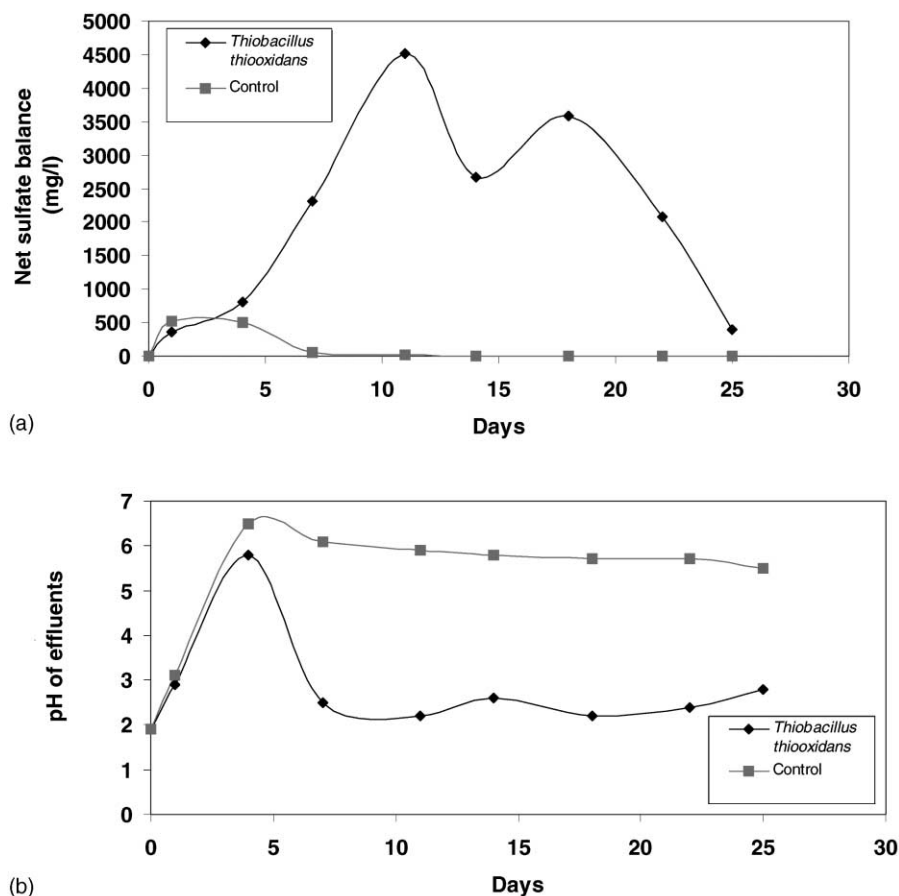 5000
4500
4000
3500
3000
2500
2000
1500
1000
500
0
Net sulfate balance
(mg/l)
Thiobacillus
thiooxidans
Control
0 5 10 15 20 25 30
Days
(a)
7
6
5
4
3
2
1
0
pH of effluents
Thiobacillus
thiooxidans
Control
0 5 10 15 20 25 30
Days
(b)